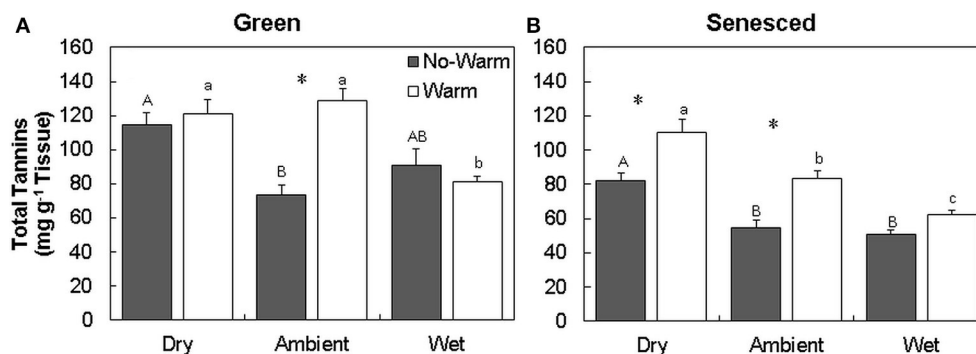 A Green B Senesced
160 160
140 No-Warm 140
Warm
120 A a * a 120 * a
100 AB 100 A *
80 B b 80 b
60 60 B B c
40 40
20 20
0 0
Dry Ambient Wet Dry Ambient Wet
Total Tannins
(mg g⁻¹ Tissue)